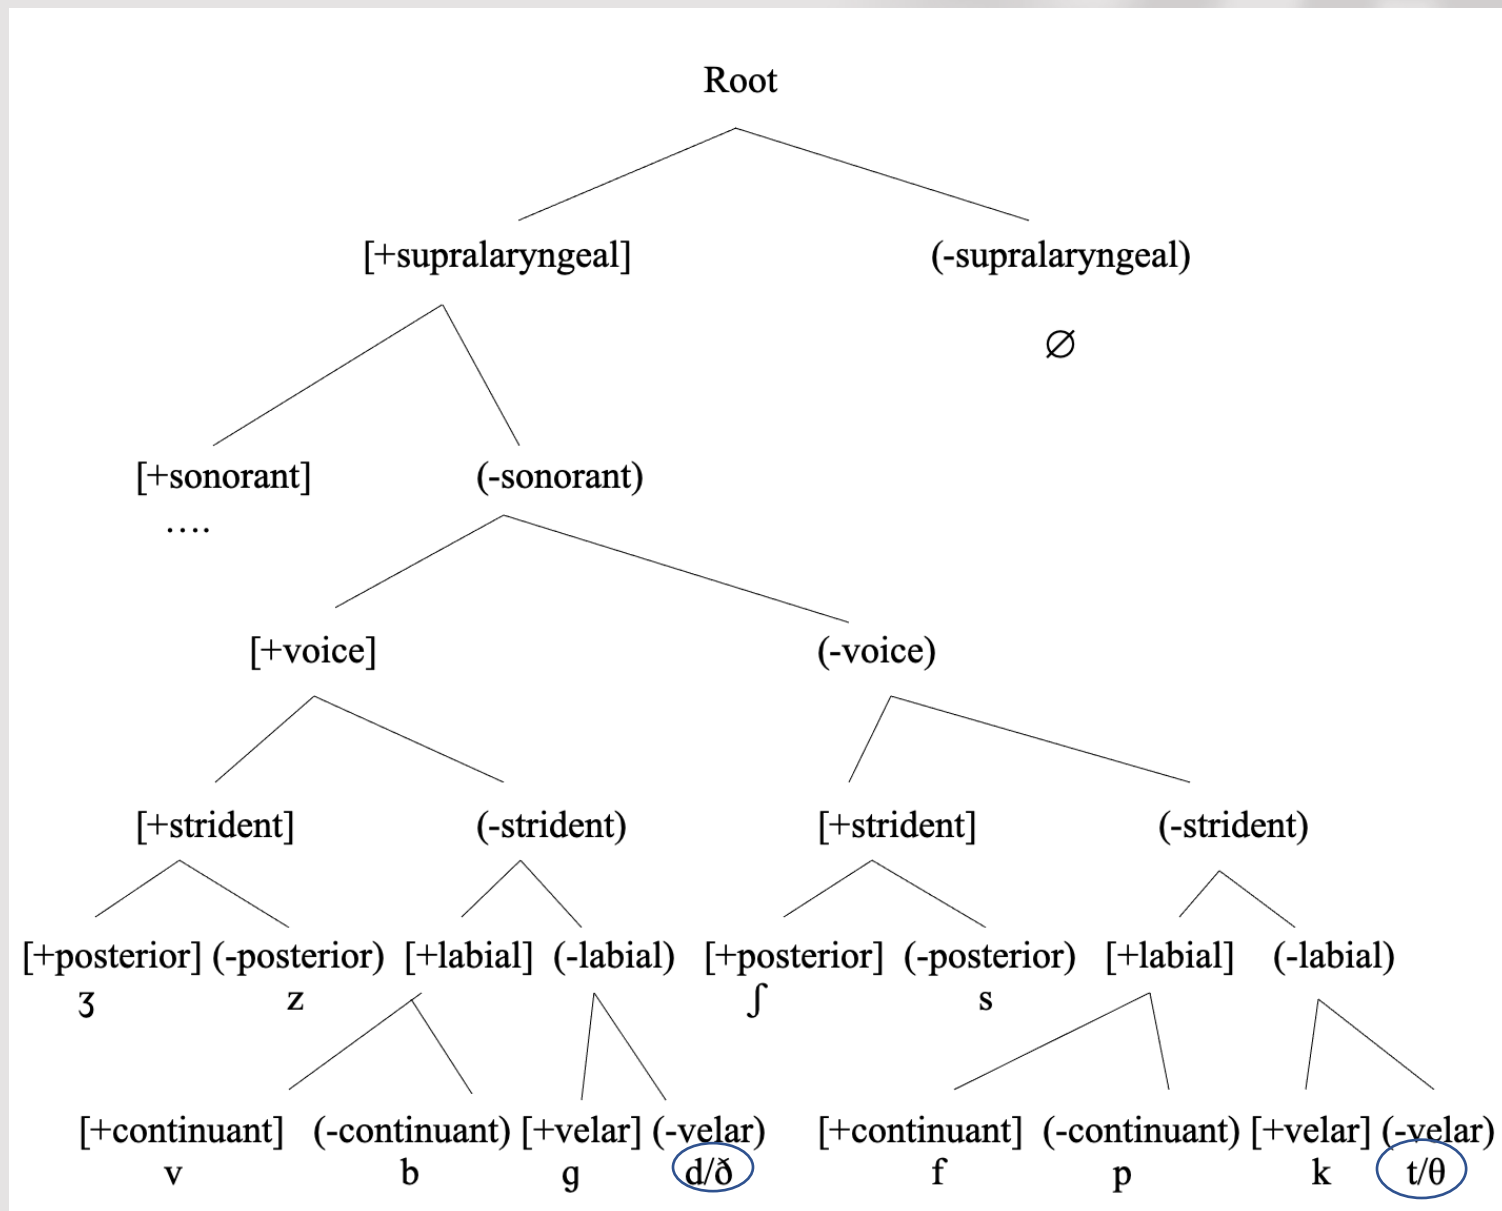 Root
[+supralaryngeal] (-supralaryngeal)
∅
[+sonorant] (-sonorant)
....
[+voice] (-voice)
[+strident] (-strident) [+strident] (-strident)
[+posterior] (-posterior) [+labial] (-labial) [+posterior] (-posterior) [+labial] (-labial)
ʒ z ʃ s
[+continuant] (-continuant) [+velar] (-velar) [+continuant] (-continuant) [+velar] (-velar)
v b g d/ð f p k t/θ